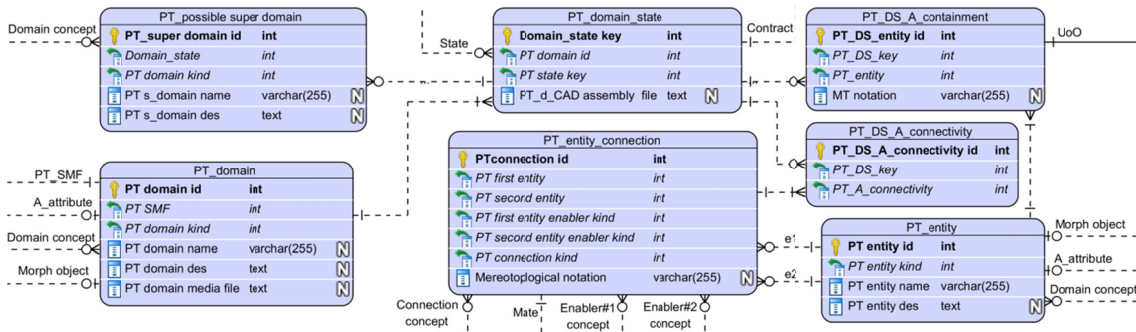 PT_possible super domain
PT_super domain id int
Domain_state int
PT domain kind int
PT s_domain name varchar(255) N
PT s_domain des text N
Domain concept
PT_domain_state
Domain_state key int
PT domain id int
PT state key int
PT_d_CAD assembly file text N
State
Contract
PT_DS_A_containment
PT_DS_entity id int
PT_DS_key int
PT_entity int
MT notation varchar(255) N
UoO
PT_DS_A_connectivity
PT_DS_A_connectivity id int
PT_DS_key int
PT_A_connectivity int
PT_domain
PT domain id int
PT SMF int
PT domain kind int
PT domain name varchar(255) N
PT domain des text N
PT domain media file text N
PT_SMF
A_attribute
Domain concept
Morph object
PT_entity_connection
PTconnection id int
PT first entity int
PT second entity int
PT first entity enabler kind int
PT second entity enabler kind int
PT connection kind int
Mereotoplogical notation varchar(255) N
e1
e2
Connection
concept
Mate
Enabler#1
concept
Enabler#2
concept
PT_entity
PT entity id int
PT entity kind int
PT entity name varchar(255)
PT entity des text N
Morph object
A_attribute
Domain concept